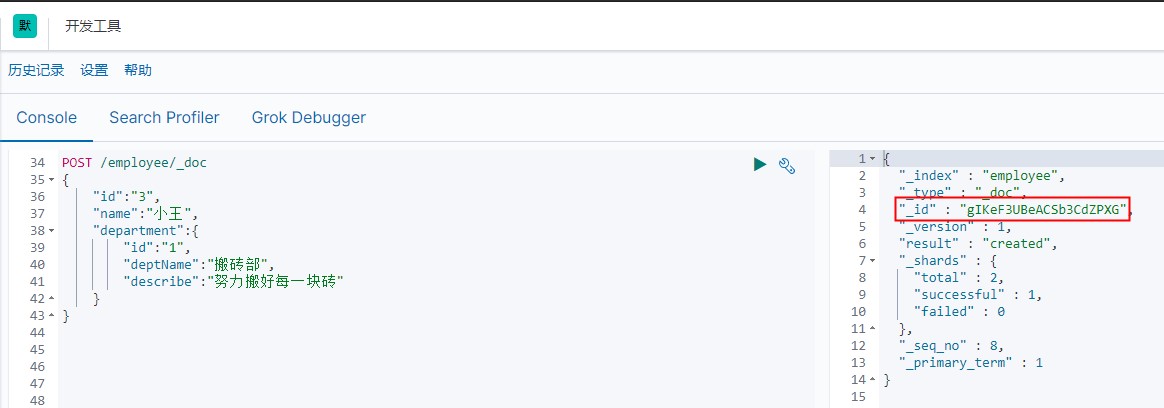 默 开发工具
历史记录 设置 帮助
Console Search Profiler Grok Debugger
34 POST /employee/_doc
35 {
36 "id":"3",
37 "name":"小王",
38 "department":{
39 "id":"1",
40 "deptName":"搬砖部",
41 "describe":"努力搬好每一块砖"
42 }
43 }
44
45
46
47
48
1 {
2 "_index" : "employee",
3 "_type" : "_doc",
4 "_id" : "gIKeF3UBeACSb3CdZPXG",
5 "_version" : 1,
6 "result" : "created",
7 "_shards" : {
8 "total" : 2,
9 "successful" : 1,
10 "failed" : 0
11 },
12 "_seq_no" : 8,
13 "_primary_term" : 1
14 }
15